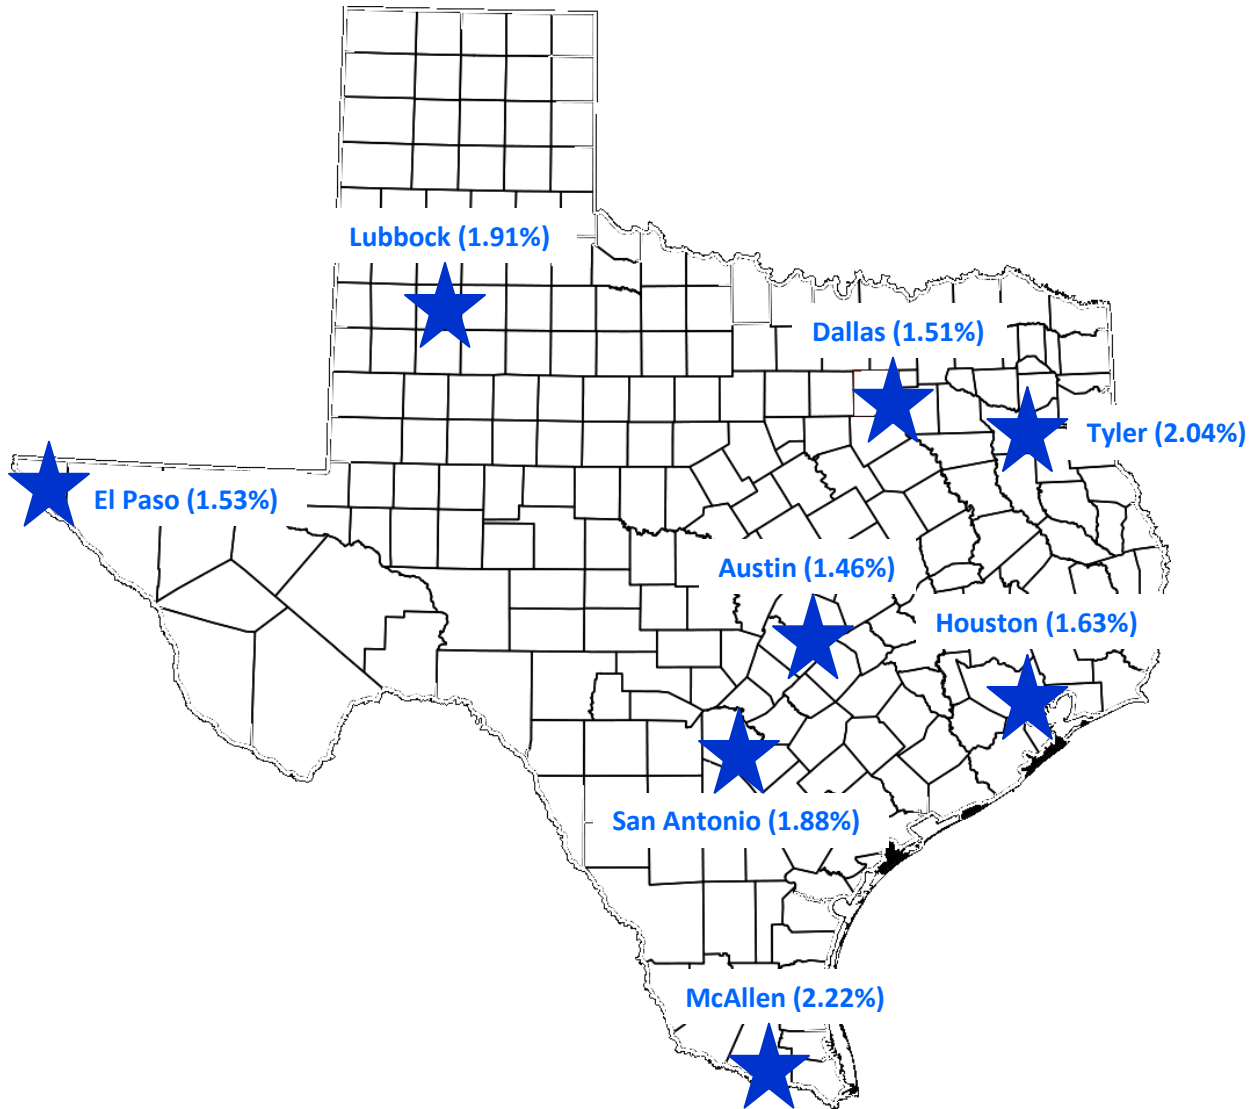 Lubbock (1.91%)
Dallas (1.51%)
Tyler (2.04%)
El Paso (1.53%)
Austin (1.46%)
Houston (1.63%)
San Antonio (1.88%)
McAllen (2.22%)